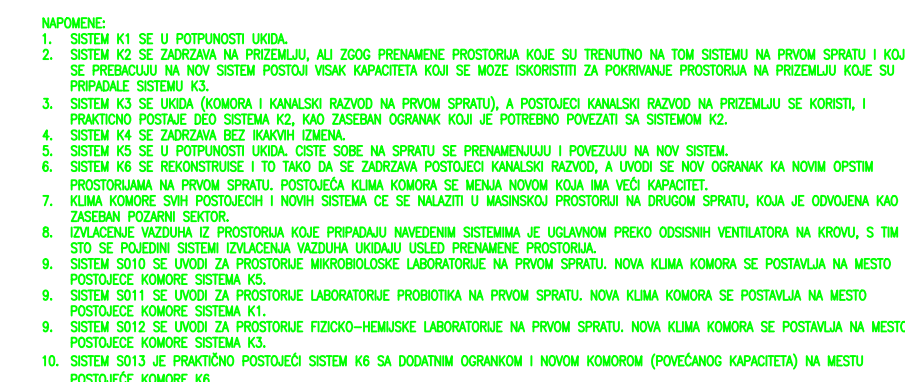 NAPOMENE:
1. SISTEM K1 SE U POTPUNOSTI UKIDA.
2. SISTEM K2 SE ZADRZAVA NA PRIZEMLJU, ALI ZGOG PRENAMENE PROSTORIJA KOJE SU TRENUTNO NA TOM SISTEMU NA PRVOM SPRATU I KOJ
SE PREBACUJU NA NOV SISTEM POSTOJI VISAK KAPACITETA KOJI SE MOZE ISKORISTITI ZA POKRIVANJE PROSTORIJA NA PRIZEMLJU KOJE SU
PRIPADALE SISTEMU K3.
3. SISTEM K3 SE UKIDA (KOMORA I KANALSKI RAZVOD NA PRVOM SPRATU), A POSTOJECI KANALSKI RAZVOD NA PRIZEMLJU SE KORISTI, I
PRAKTICNO POSTAJE DEO SISTEMA K2, KAO ZASEBAN OGRANAK KOJI JE POTREBNO POVEZATI SA SISTEMOM K2.
4. SISTEM K4 SE ZADRZAVA BEZ IKAKVIH IZMENA.
5. SISTEM K5 SE U POTPUNOSTI UKIDA. CISTE SOBE NA SPRATU SE PRENAMENJUJU I POVEZUJU NA NOV SISTEM.
6. SISTEM K6 SE REKONSTRUISE I TO TAKO DA SE ZADRZAVA POSTOJECI KANALSKI RAZVOD, A UVODI SE NOV OGRANAK KA NOVIM OPSTIM
PROSTORIJAMA NA PRVOM SPRATU. POSTOJEĆA KLIMA KOMORA SE MENJA NOVOM KOJA IMA VEĆI KAPACITET.
7. KLIMA KOMORE SVIH POSTOJECIH I NOVIH SISTEMA CE SE NALAZITI U MASINSKOJ PROSTORIJI NA DRUGOM SPRATU, KOJA JE ODVOJENA KAO
ZASEBAN POZARNI SEKTOR.
8. IZVLACENJE VAZDUHA IZ PROSTORIJA KOJE PRIPADAJU NAVEDENIM SISTEMIMA JE UGLAVNOM PREKO ODSISNIH VENTILATORA NA KROVU, S TIM
STO SE POJEDINI SISTEMI IZVLACENJA VAZDUHA UKIDAJU USLED PRENAMENE PROSTORIJA.
9. SISTEM S010 SE UVODI ZA PROSTORIJE MIKROBIOLOSKE LABORATORIJE NA PRVOM SPRATU. NOVA KLIMA KOMORA SE POSTAVLJA NA MESTO
POSTOJECE KOMORE SISTEMA K5.
9. SISTEM S011 SE UVODI ZA PROSTORIJE LABORATORIJE PROBIOTIKA NA PRVOM SPRATU. NOVA KLIMA KOMORA SE POSTAVLJA NA MESTO
POSTOJECE KOMORE SISTEMA K1.
9. SISTEM S012 SE UVODI ZA PROSTORIJE FIZICKO-HEMIJSKE LABORATORIJE NA PRVOM SPRATU. NOVA KLIMA KOMORA SE POSTAVLJA NA MESTO
POSTOJECE KOMORE SISTEMA K3.
10. SISTEM S013 JE PRAKTIČNO POSTOJEĆI SISTEM K6 SA DODATNIM OGRANKOM I NOVOM KOMOROM (POVEĆANOG KAPACITETA) NA MESTU
POSTOJEĆE KOMORE K6